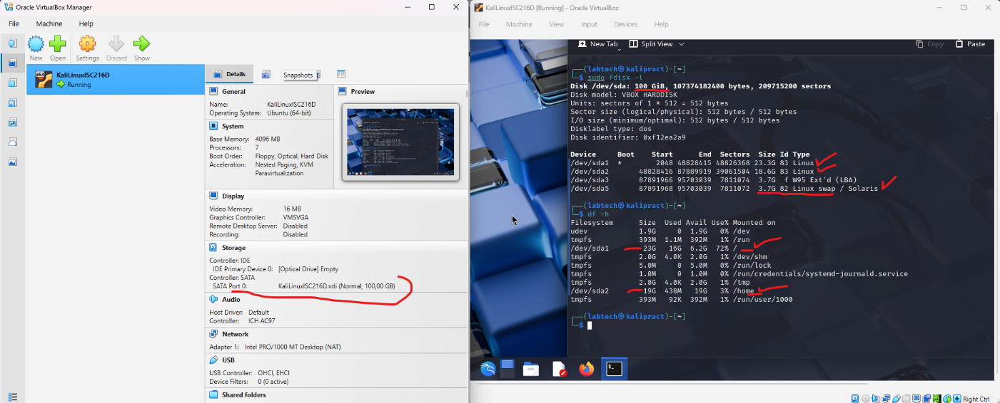 Oracle VirtualBox Manager
File Machine Help
New Open Settings Discard Show
KaliLinuxISC216D
Running
Details
Snapshots
General
Name: KaliLinuxISC216D
Operating System: Ubuntu (64-bit)
System
Base Memory: 4096 MB
Processors: 7
Boot Order: Floppy, Optical, Hard Disk
Acceleration: Nested Paging, KVM
Paravirtualization
Preview
Display
Video Memory: 16 MB
Graphics Controller: VMSVGA
Remote Desktop Server: Disabled
Recording: Disabled
Storage
Controller: IDE
IDE Primary Device 0: [Optical Drive] Empty
Controller: SATA
SATA Port 0: KaliLinuxISC216D.vdi (Normal, 100,00 GB)
Audio
Host Driver: Default
Controller: ICH AC97
Network
Adapter 1: Intel PRO/1000 MT Desktop (NAT)
USB
USB Controller: OHCI, EHCI
Device Filters: 0 (0 active)
Shared folders
KaliLinuxISC216D [Running] - Oracle VirtualBox
File Machine View Input Devices Help
New Tab Split View Copy Paste
(labtech㉿kalipract)-[~]
$ sudo fdisk -l
Disk /dev/sda: 100 GiB, 107374182400 bytes, 209715200 sectors
Disk model: VBOX HARDDISK
Units: sectors of 1 * 512 = 512 bytes
Sector size (logical/physical): 512 bytes / 512 bytes
I/O size (minimum/optimal): 512 bytes / 512 bytes
Disklabel type: dos
Disk identifier: 0xf12ea2a9
Device Boot Start End Sectors Size Id Type
/dev/sda1 * 2048 48828415 48826368 23.3G 83 Linux
/dev/sda2 48828416 87889919 39061504 18.6G 83 Linux
/dev/sda3 87891966 95703039 7811074 3.7G f W95 Ext'd (LBA)
/dev/sda5 87891968 95703039 7811072 3.7G 82 Linux swap / Solaris
(labtech㉿kalipract)-[~]
$ df -h
Filesystem Size Used Avail Use% Mounted on
udev 1.9G 0 1.9G 0% /dev
tmpfs 393M 1.1M 392M 1% /run
/dev/sda1 23G 16G 6.2G 72% /
tmpfs 2.0G 4.0K 2.0G 1% /dev/shm
tmpfs 5.0M 0 5.0M 0% /run/lock
tmpfs 1.0M 0 1.0M 0% /run/credentials/systemd-journald.service
tmpfs 2.0G 4.0K 2.0G 1% /tmp
/dev/sda2 19G 438M 19G 3% /home
tmpfs 393M 92K 392M 1% /run/user/1000
(labtech㉿kalipract)-[~]
$
Right Ctrl